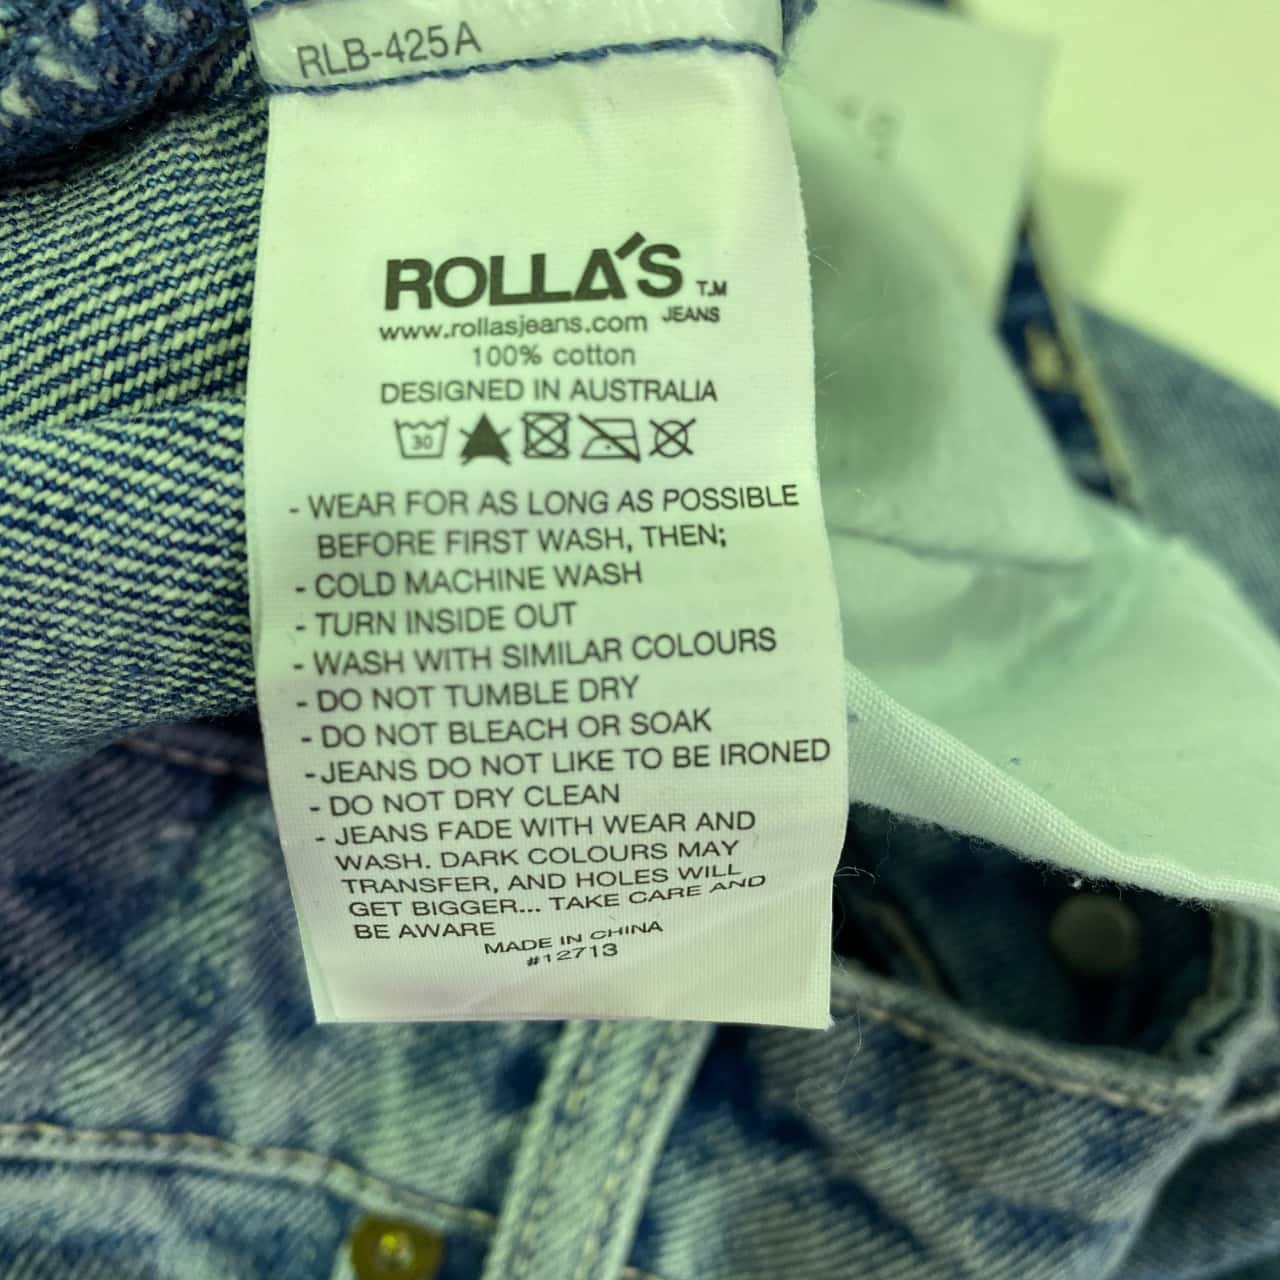 RLB-425A
ROLLA'S T.M
www.rollasjeans.com JEANS
100% cotton
DESIGNED IN AUSTRALIA
30
- WEAR FOR AS LONG AS POSSIBLE
BEFORE FIRST WASH, THEN;
- COLD MACHINE WASH
- TURN INSIDE OUT
- WASH WITH SIMILAR COLOURS
- DO NOT TUMBLE DRY
- DO NOT BLEACH OR SOAK
- JEANS DO NOT LIKE TO BE IRONED
- DO NOT DRY CLEAN
- JEANS FADE WITH WEAR AND
WASH. DARK COLOURS MAY
TRANSFER, AND HOLES WILL
GET BIGGER... TAKE CARE AND
BE AWARE
MADE IN CHINA
#12713